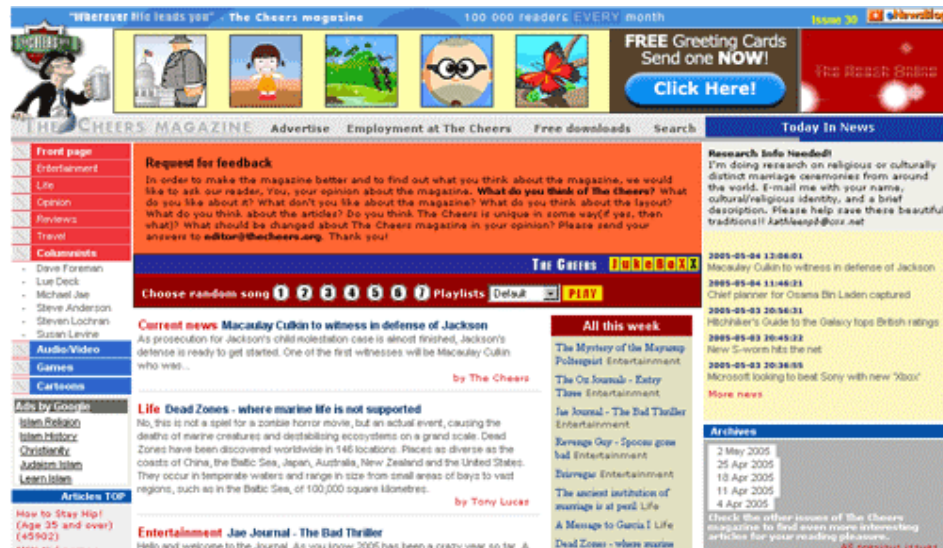 "Wherever life leads you" - The Cheers magazine
100 000 readers EVERY month
Issue 30
FREE Greeting Cards
Send one NOW!
Click Here!
The Reach Online
THE CHEERS MAGAZINE
Advertise Employment at The Cheers Free downloads Search
Today In News
Front page
Entertainment
Life
Opinion
Reviews
Travel
Columnists
- Dave Foreman
- Lue Deck
- Michael Jae
- Steve Anderson
- Steven Lochran
- Susan Levine
Audio/Video
Games
Cartoons
Ads by Google
Islam Religion
Islam History
Christianity
Judaism Islam
Learn Islam
Articles TOP
How to Stay Hip!
(Age 35 and over)
(45902)
Request for feedback
In order to make the magazine better and to find out what you think about the magazine, we would
like to ask our reader, You, your opinion about the magazine. What do you think of The Cheers? What
do you like about it? What don't you like about the magazine? What do you think about the layout?
What do you think about the articles? Do you think The Cheers is unique in some way(if yes, then
what)? What should be changed about The Cheers magazine in your opinion? Please send your
answers to editor@thecheers.org. Thank you!
THE CHEERS JUKEBOXX
Choose random song 1 2 3 4 5 6 7 Playlists Default PLAY
Current news Macaulay Culkin to witness in defense of Jackson
As prosecution for Jackson's child molestation case is almost finished, Jackson's
defense is ready to get started. One of the first witnesses will be Macaulay Culkin
who was...
by The Cheers
Life Dead Zones - where marine life is not supported
No, this is not a spiel for a zombie horror movie, but an actual event, causing the
deaths of marine creatures and destabilising ecosystems on a grand scale. Dead
Zones have been discovered worldwide in 146 locations. Places as diverse as the
coasts of China, the Baltic Sea, Japan, Australia, New Zealand and the United States.
They occur in temperate waters and range in size from small areas of bays to vast
regions, such as in the Baltic Sea, of 100,000 square kilometres.
by Tony Lucas
Entertainment Jae Journal - The Bad Thriller
Hello and welcome to the Journal. As you know 2005 has been a crazy year so far. A
All this week
The Mystery of the Mayump
Poltergeist Entertainment
The Oz Journals - Entry
Three Entertainment
Jae Journal - The Bad Thriller
Entertainment
Revenge Guy - Spoons gone
bad Entertainment
Entertainment
The ancient institution of
marriage is at peril Life
A Message to Garcia I Life
Dead Zones - where marine
Research Info Needed!
I'm doing research on religious or culturally
distinct marriage ceremonies from around
the world. E-mail me with your name,
cultural/religious identity, and a brief
description. Please help save these beautiful
traditions!!
2005-05-04 12:06:01
Macaulay Culkin to witness in defense of Jackson
2005-05-04 11:46:21
Chief planner for Osama Bin Laden captured
2005-05-03 20:56:31
Hitchhiker's Guide to the Galaxy tops British ratings
2005-05-03 20:45:22
New S-worm hits the net
2005-05-03 20:36:55
Microsoft looking to beat Sony with new 'Xbox'
More news
Archives
2 May 2005
25 Apr 2005
18 Apr 2005
11 Apr 2005
4 Apr 2005
Check the other issues of The Cheers
magazine to find even more interesting
articles for your reading pleasure.